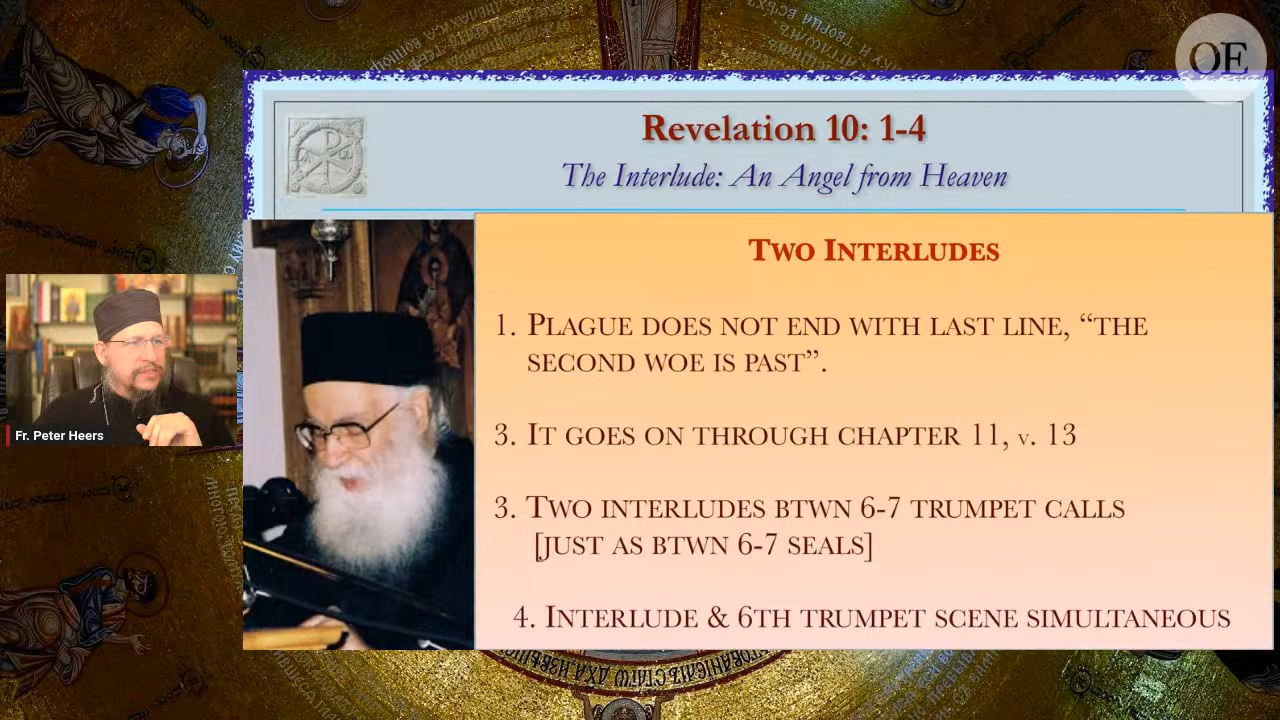 OE
Revelation 10: 1-4
The Interlude: An Angel from Heaven
TWO INTERLUDES
1. PLAGUE DOES NOT END WITH LAST LINE, “THE
SECOND WOE IS PAST”.
3. IT GOES ON THROUGH CHAPTER 11, v. 13
3. TWO INTERLUDES BTWN 6-7 TRUMPET CALLS
[JUST AS BTWN 6-7 SEALS]
4. INTERLUDE & 6TH TRUMPET SCENE SIMULTANEOUS
Fr. Peter Heers